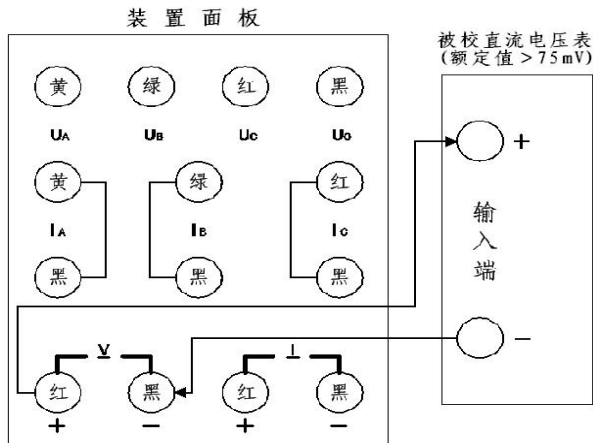 装置面板
被校直流电压表
(额定值>75mV)
黄 绿 红 黑
UA UB UC U0
+
黄 绿 红
IA IB IC
输入端
黑 黑 黑
−
V I
红 黑 红 黑
+ − + −